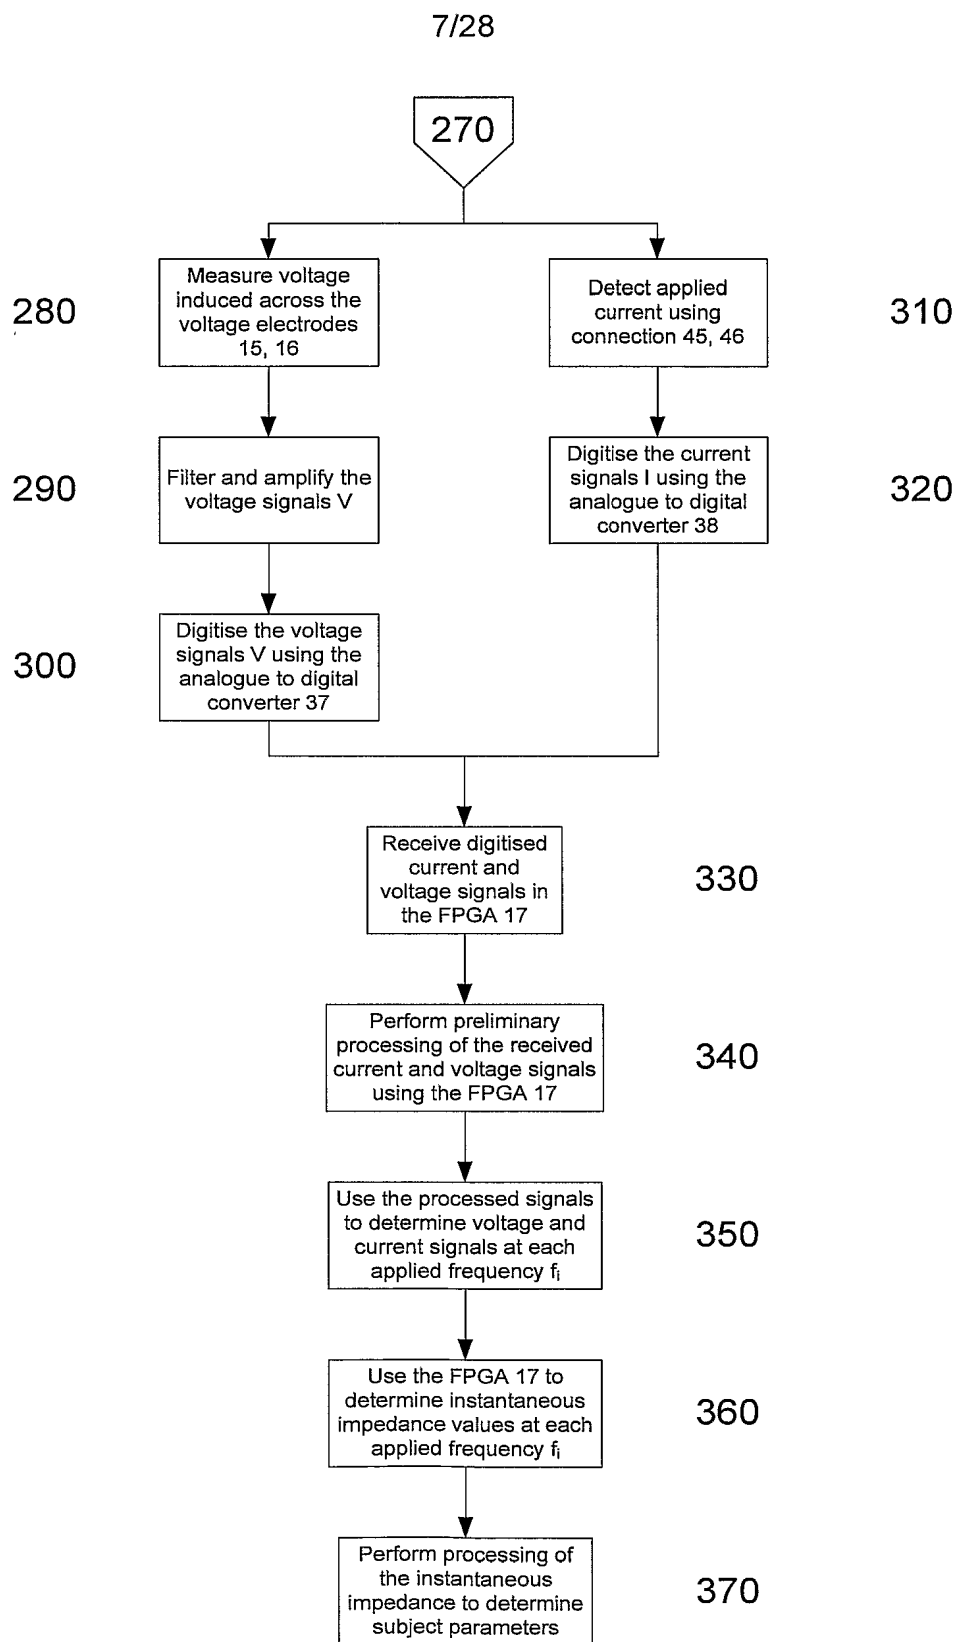 7/28
270
280
Measure voltage
induced across the
voltage electrodes
15, 16
Detect applied
current using
connection 45, 46
310
290
Filter and amplify the
voltage signals V
Digitise the current
signals I using the
analogue to digital
converter 38
320
300
Digitise the voltage
signals V using the
analogue to digital
converter 37
Receive digitised
current and
voltage signals in
the FPGA 17
330
Perform preliminary
processing of the received
current and voltage signals
using the FPGA 17
340
Use the processed signals
to determine voltage and
current signals at each
applied frequency fᵢ
350
Use the FPGA 17 to
determine instantaneous
impedance values at each
applied frequency fᵢ
360
Perform processing of
the instantaneous
impedance to determine
subject parameters
370